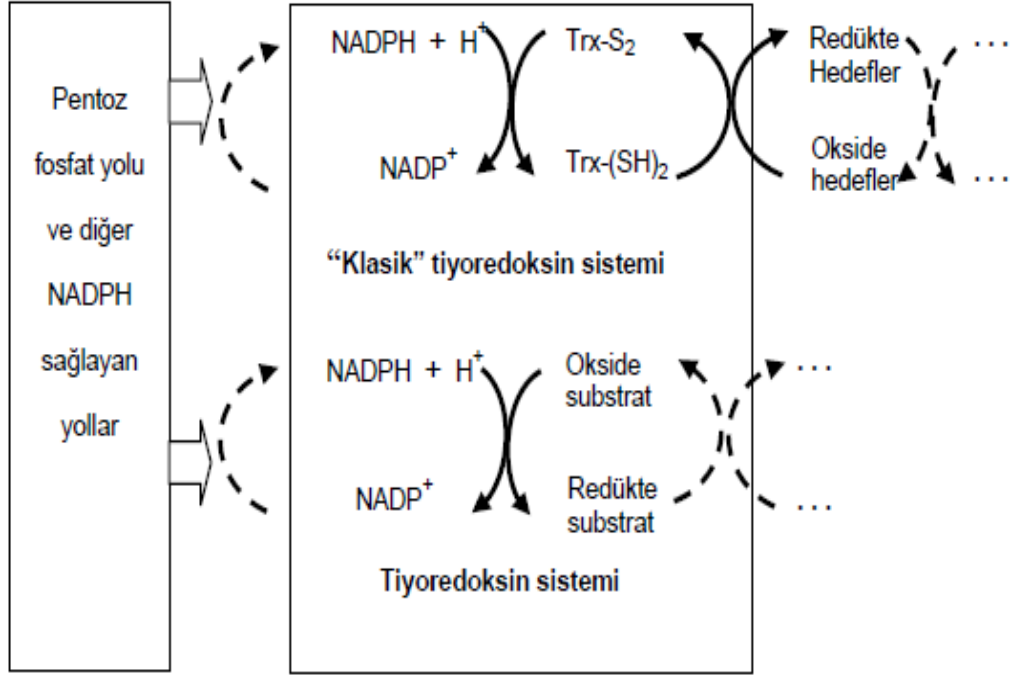 Pentoz
fosfat yolu
ve diğer
NADPH
sağlayan
yollar
NADPH + H⁺
Trx-S₂
NADP⁺
Trx-(SH)₂
Redükte
Hedefler
Okside
hedefler
...
...
“Klasik” tiyoredoksin sistemi
NADPH + H⁺
Okside
substrat
NADP⁺
Redükte
substrat
...
...
Tiyoredoksin sistemi